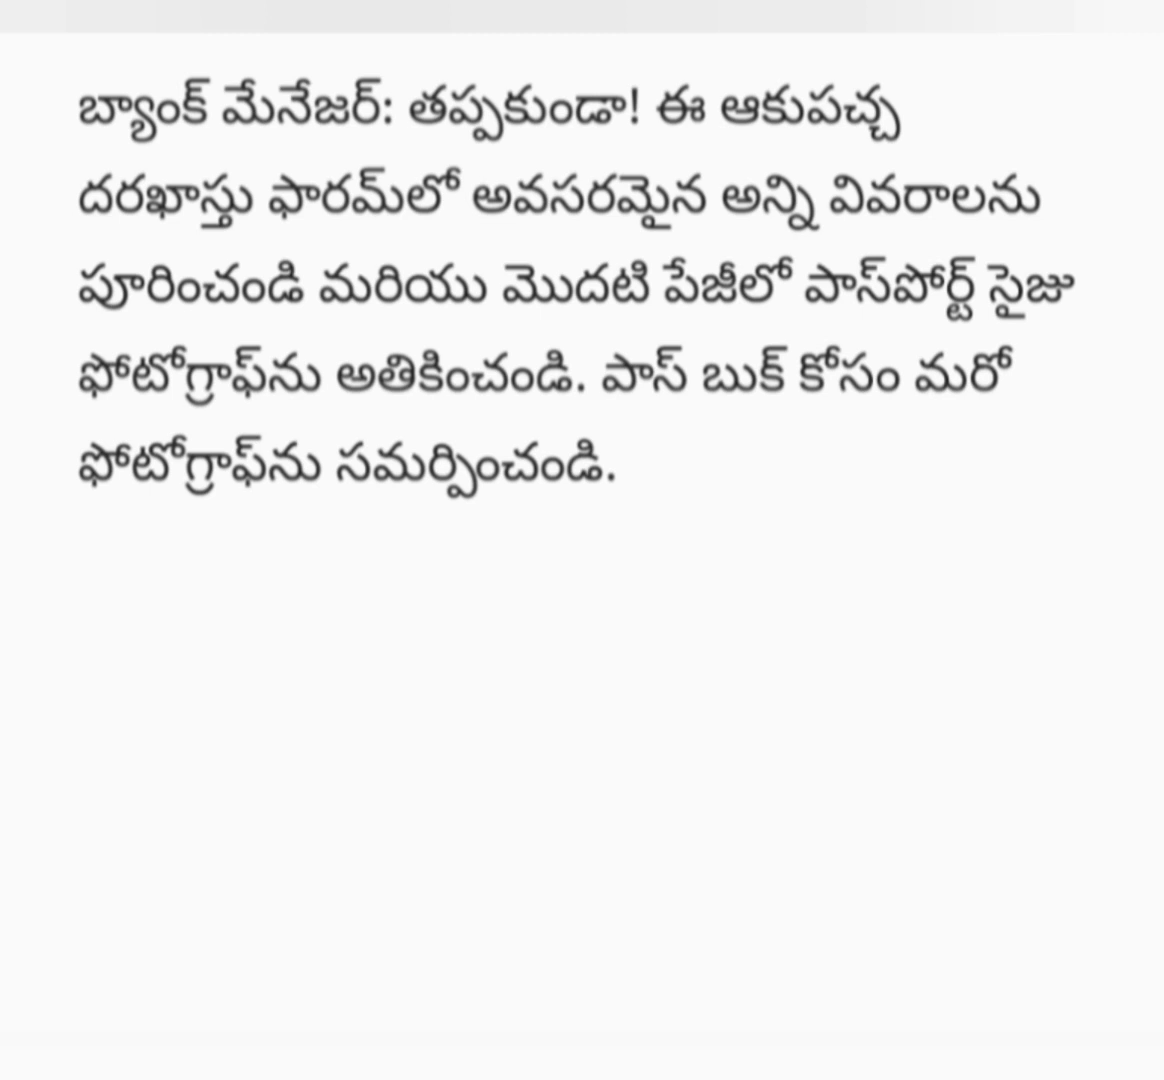 బ్యాంక్ మేనేజర్: తప్పకుండా! ఈ ఆకుపచ్చ
దరఖాస్తు ఫారమ్‌లో అవసరమైన అన్ని వివరాలను
పూరించండి మరియు మొదటి పేజీలో పాస్‌పోర్ట్ సైజు
ఫోటోగ్రాఫ్‌ను అతికించండి. పాస్ బుక్ కోసం మరో
ఫోటోగ్రాఫ్‌ను సమర్పించండి.